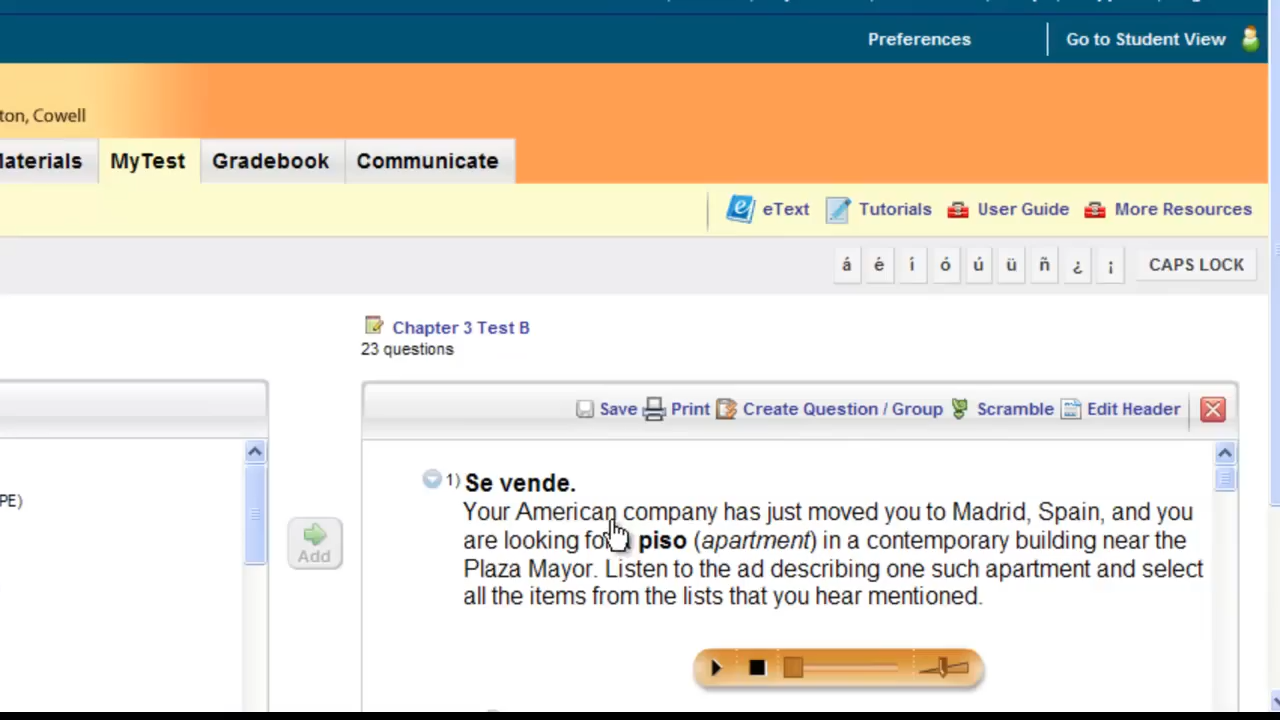 Preferences Go to Student View
ton, Cowell
Materials MyTest Gradebook Communicate
eText Tutorials User Guide More Resources
á é í ó ú ü ñ ¿ ¡ CAPS LOCK
Chapter 3 Test B
23 questions
Save Print Create Question / Group Scramble Edit Header
1) Se vende.
PE)
Your American company has just moved you to Madrid, Spain, and you
are looking for piso (apartment) in a contemporary building near the
Add
Plaza Mayor. Listen to the ad describing one such apartment and select
all the items from the lists that you hear mentioned.